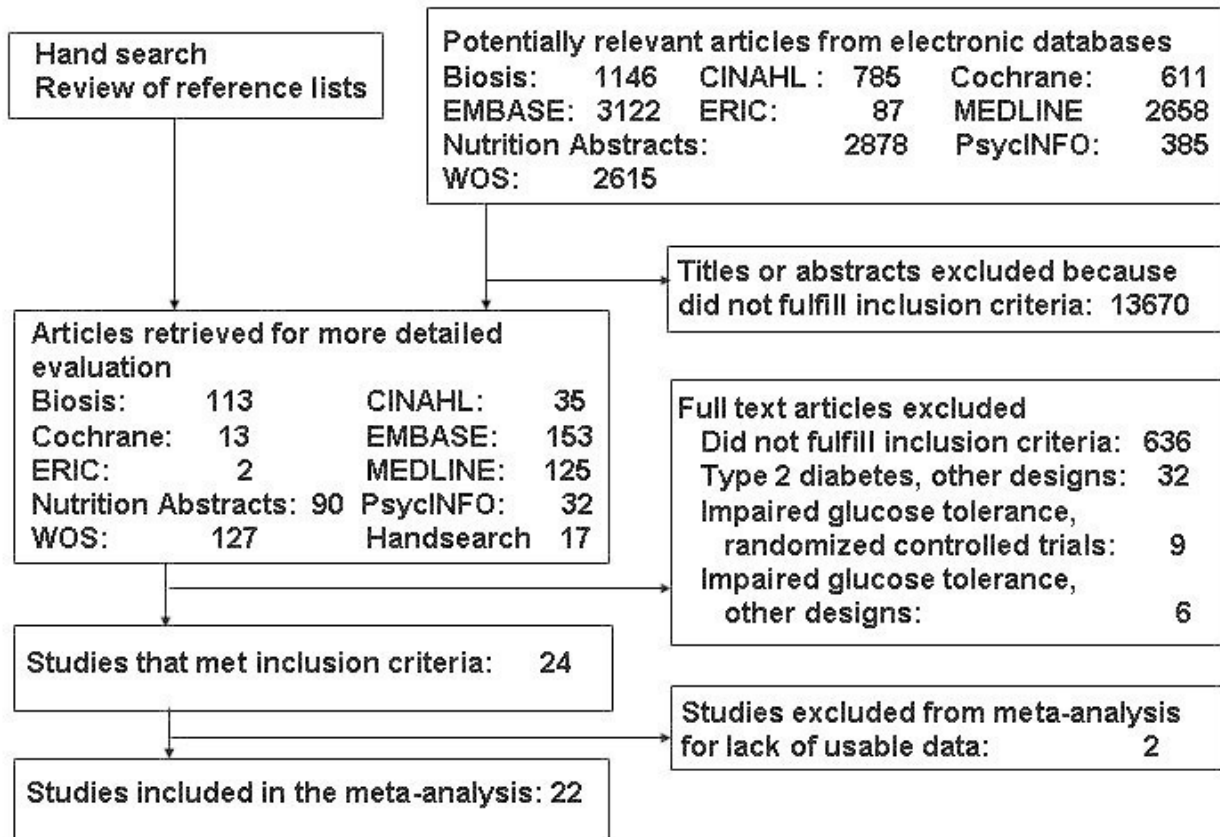 Hand search
Review of reference lists
Potentially relevant articles from electronic databases
Biosis: 1146 CINAHL : 785 Cochrane: 611
EMBASE: 3122 ERIC: 87 MEDLINE 2658
Nutrition Abstracts: 2878 PsycINFO: 385
WOS: 2615
Titles or abstracts excluded because
did not fulfill inclusion criteria: 13670
Articles retrieved for more detailed
evaluation
Biosis: 113 CINAHL: 35
Cochrane: 13 EMBASE: 153
ERIC: 2 MEDLINE: 125
Nutrition Abstracts: 90 PsycINFO: 32
WOS: 127 Handsearch 17
Full text articles excluded
Did not fulfill inclusion criteria: 636
Type 2 diabetes, other designs: 32
Impaired glucose tolerance,
randomized controlled trials: 9
Impaired glucose tolerance,
other designs: 6
Studies that met inclusion criteria: 24
Studies excluded from meta-analysis
for lack of usable data: 2
Studies included in the meta-analysis: 22